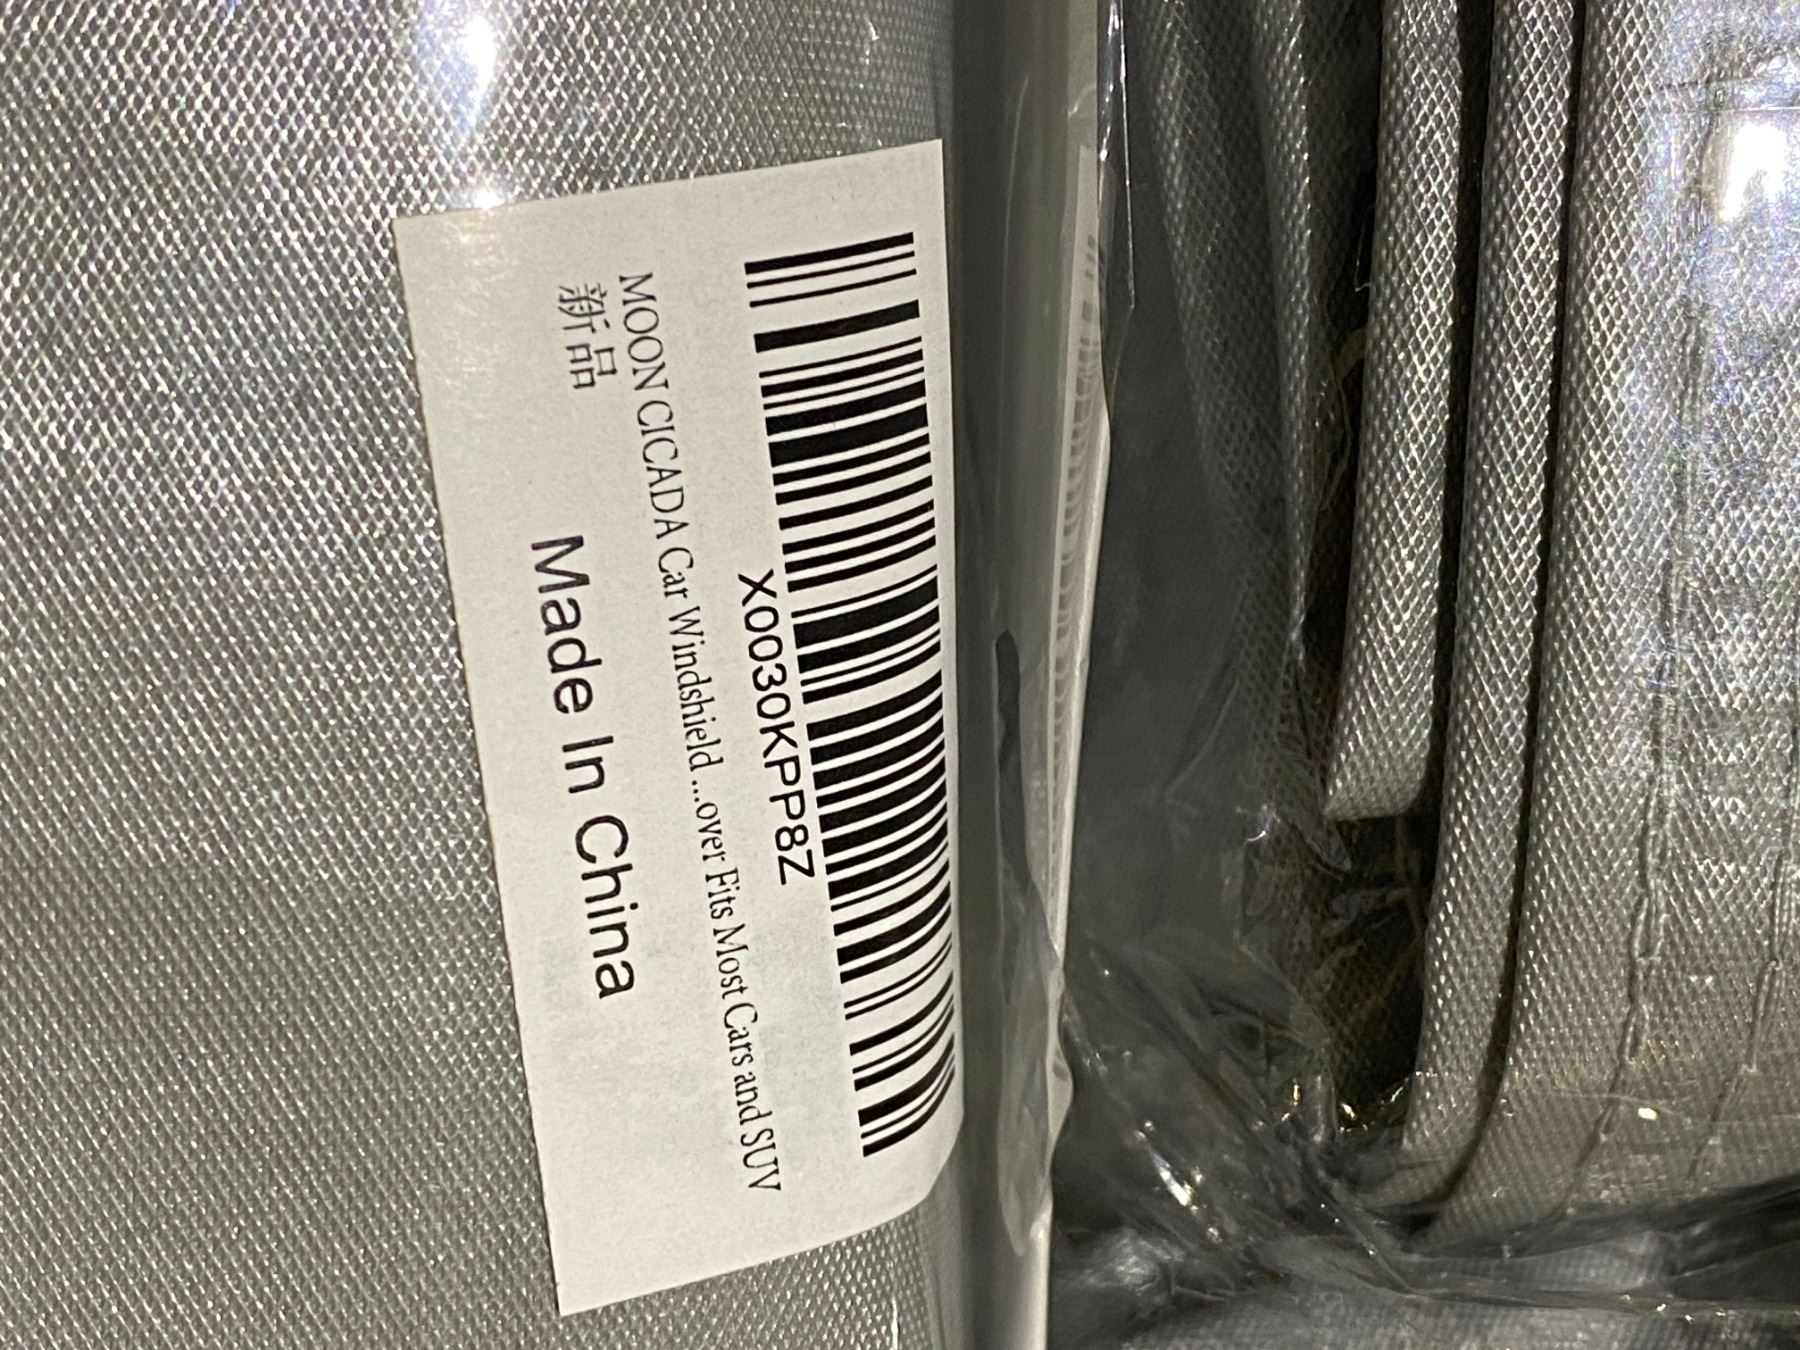 X0030KPP8Z
MOON CICADA Car Windshield ...over Fits Most Cars and SUV
新品
Made In China